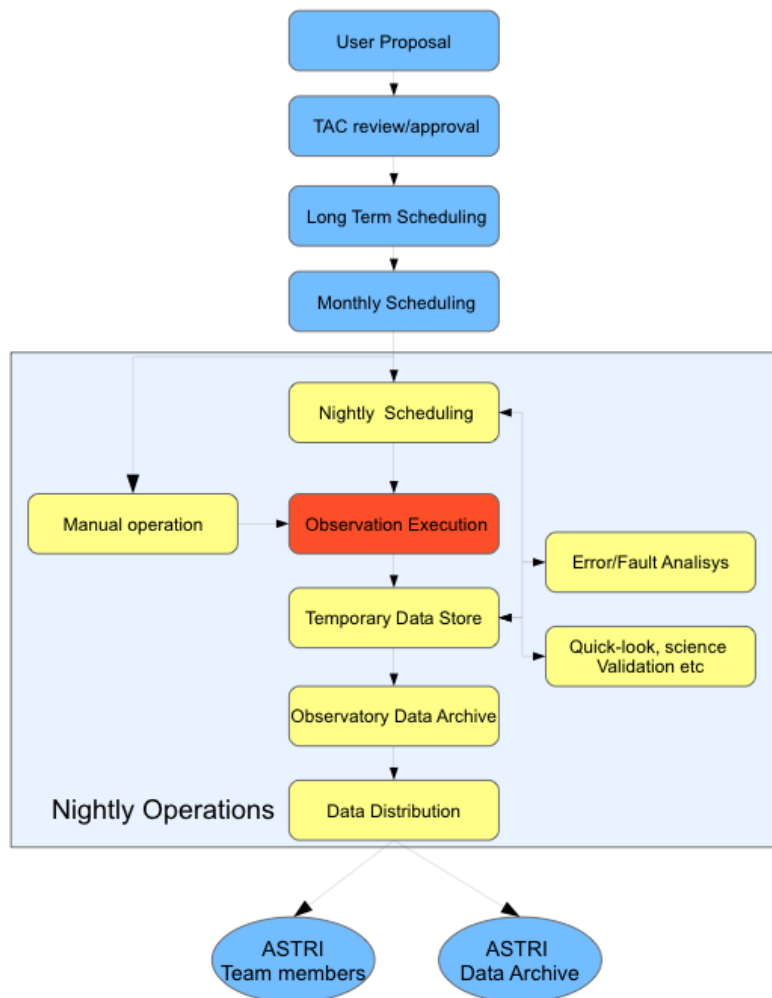 User Proposal
TAC review/approval
Long Term Scheduling
Monthly Scheduling
Nightly Scheduling
Manual operation
Observation Execution
Error/Fault Analisys
Temporary Data Store
Quick-look, science
Validation etc
Observatory Data Archive
Nightly Operations
Data Distribution
ASTRI
Team members
ASTRI
Data Archive